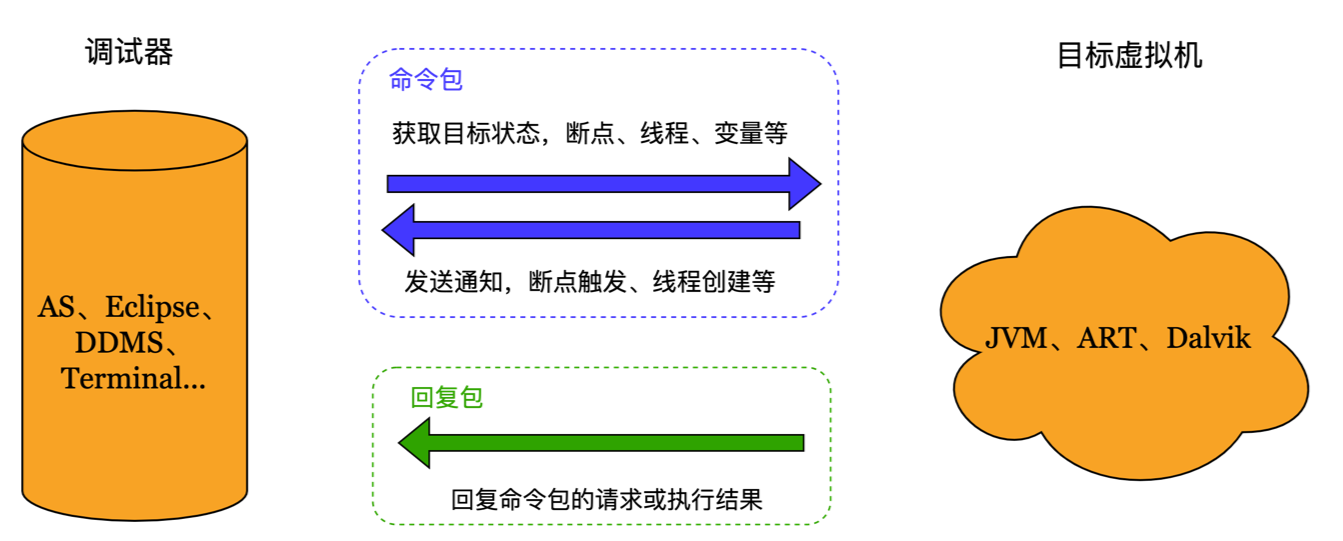 调试器
目标虚拟机
命令包
获取目标状态，断点、线程、变量等
发送通知，断点触发、线程创建等
AS、Eclipse、
DDMS、
Terminal...
JVM、ART、Dalvik
回复包
回复命令包的请求或执行结果